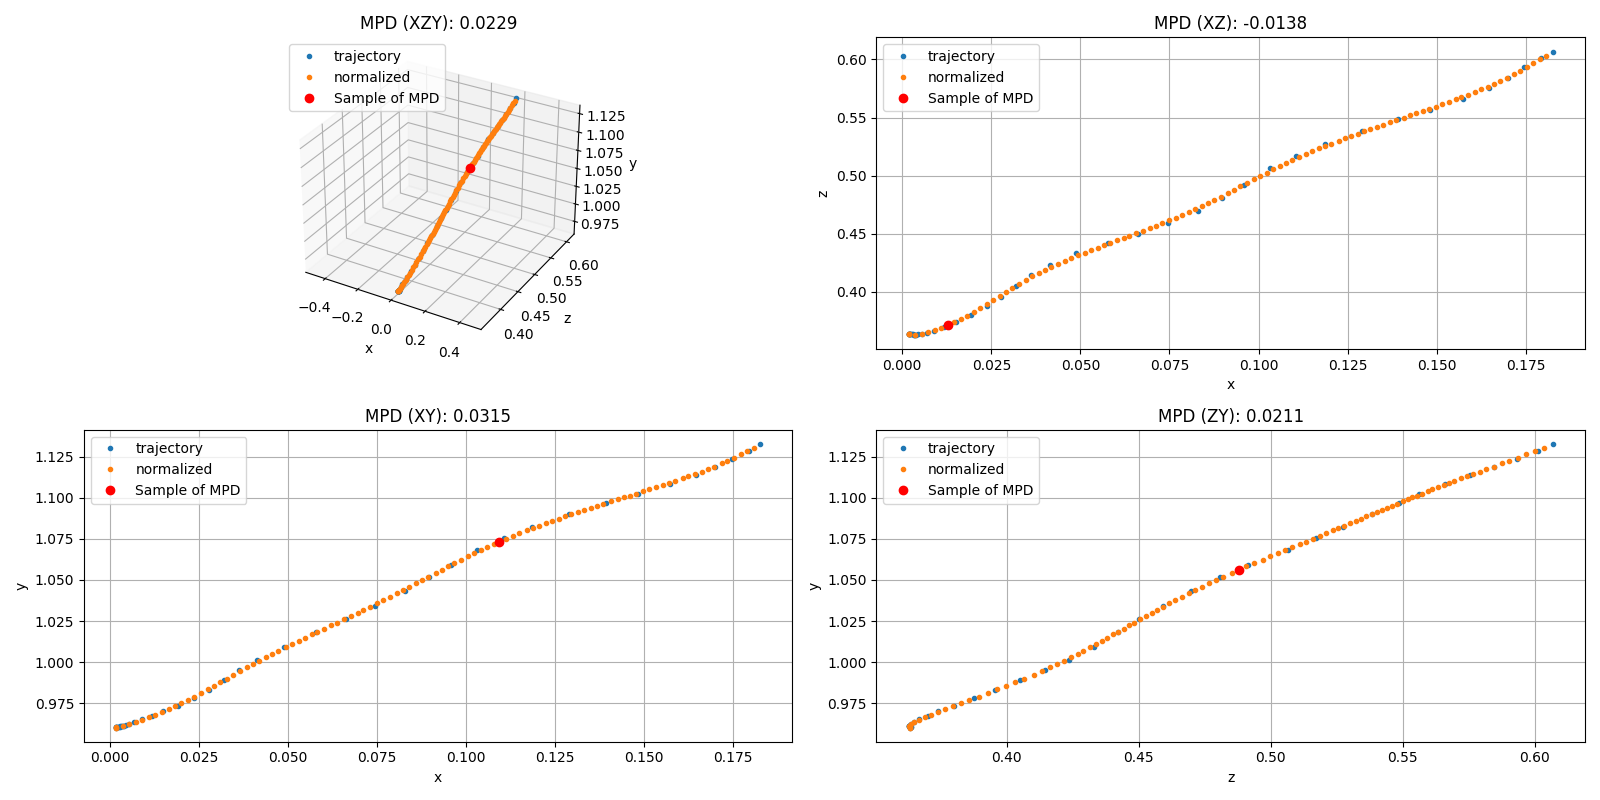 MPD (XZY): 0.0229
trajectory
normalized
Sample of MPD
1.125
1.100
1.075
1.050
1.025
1.000
0.975
y
−0.4
−0.2
0.0
0.2
0.4
x
0.40
0.45
0.50
0.55
0.60
z
MPD (XZ): -0.0138
trajectory
normalized
Sample of MPD
0.60
0.55
0.50
0.45
0.40
z
0.000 0.025 0.050 0.075 0.100 0.125 0.150 0.175
x
MPD (XY): 0.0315
trajectory
normalized
Sample of MPD
1.125
1.100
1.075
1.050
1.025
1.000
0.975
y
0.000 0.025 0.050 0.075 0.100 0.125 0.150 0.175
x
MPD (ZY): 0.0211
trajectory
normalized
Sample of MPD
1.125
1.100
1.075
1.050
1.025
1.000
0.975
y
0.40 0.45 0.50 0.55 0.60
z